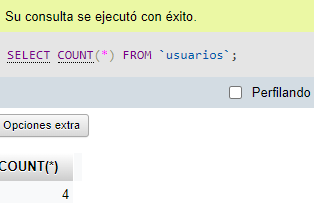 Su consulta se ejecutó con éxito.
SELECT COUNT(*) FROM `usuarios`;
Perfilando
Opciones extra
COUNT(*)
4